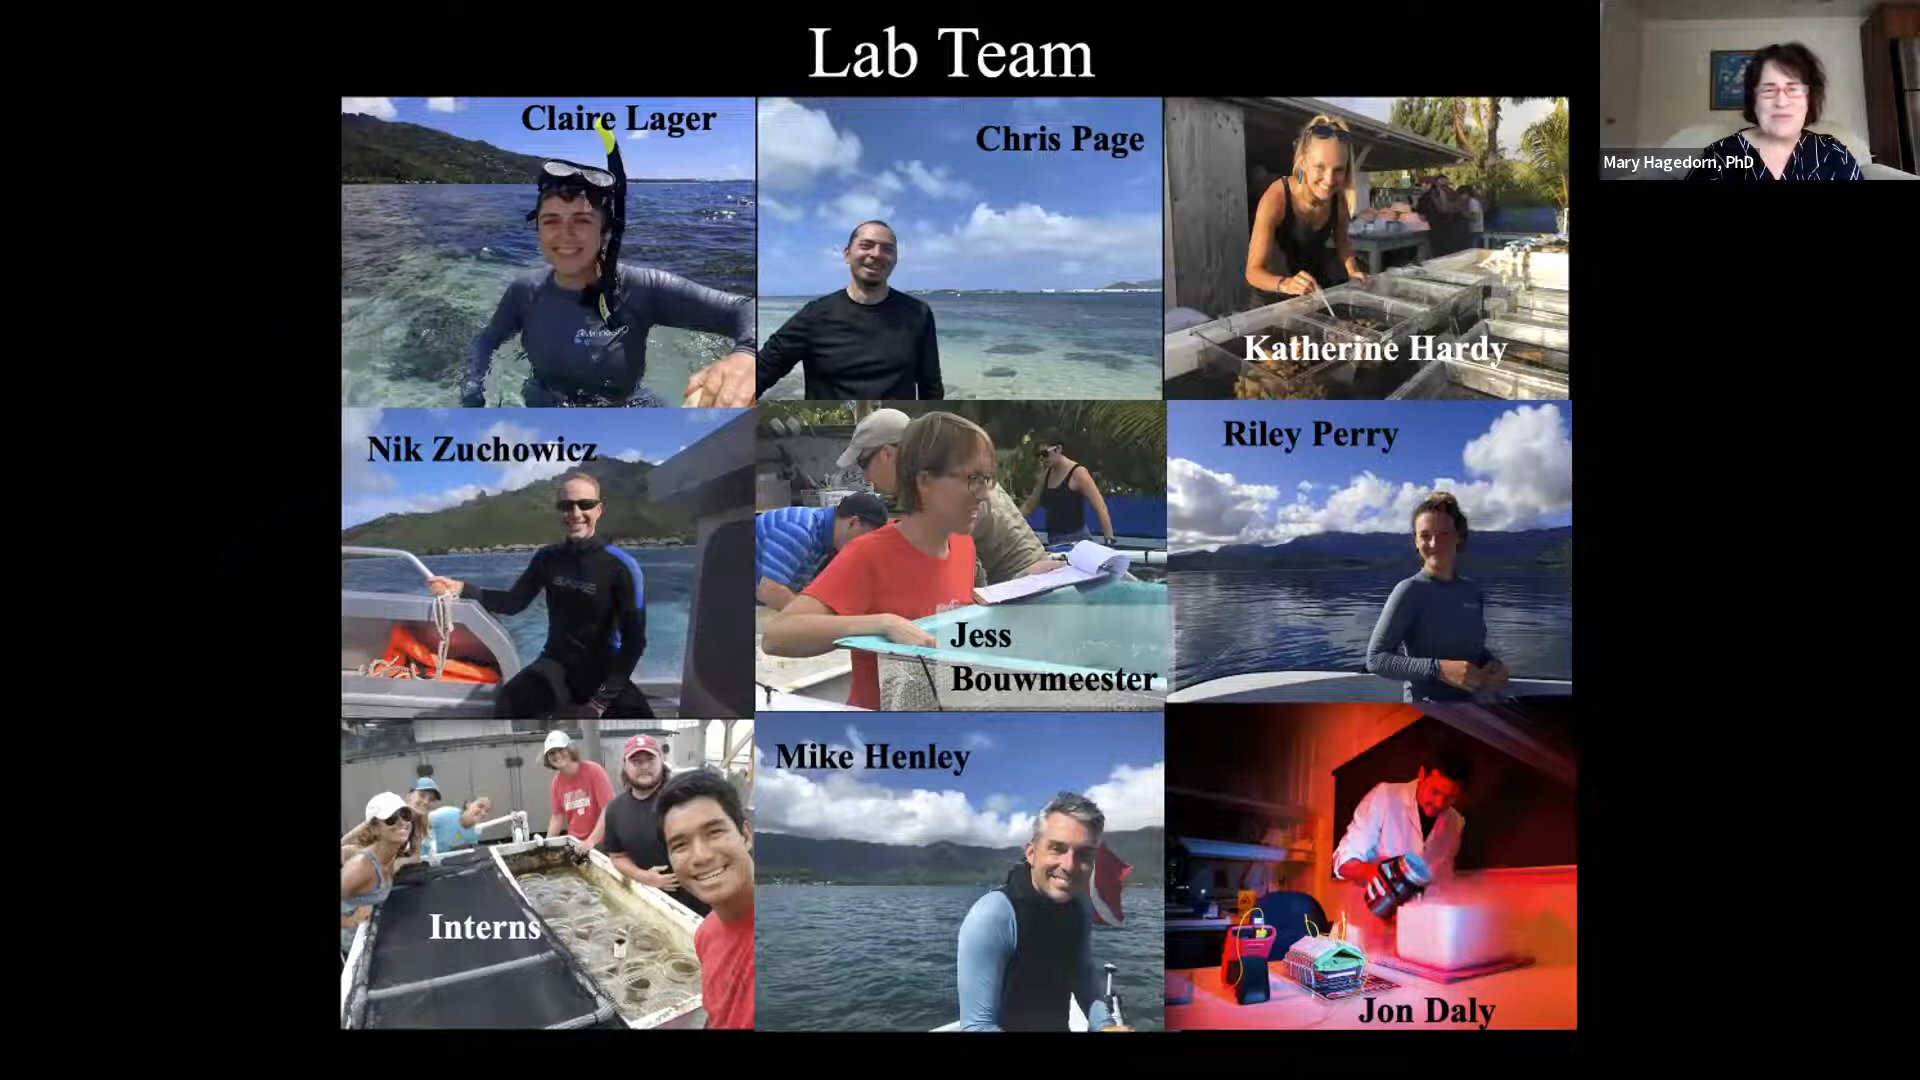 Lab Team
Claire Lager
Chris Page
Katherine Hardy
Mary Hagedorn, PhD
Nik Zuchowicz
Jess
Bouwmeester
Riley Perry
Interns
Mike Henley
Jon Daly